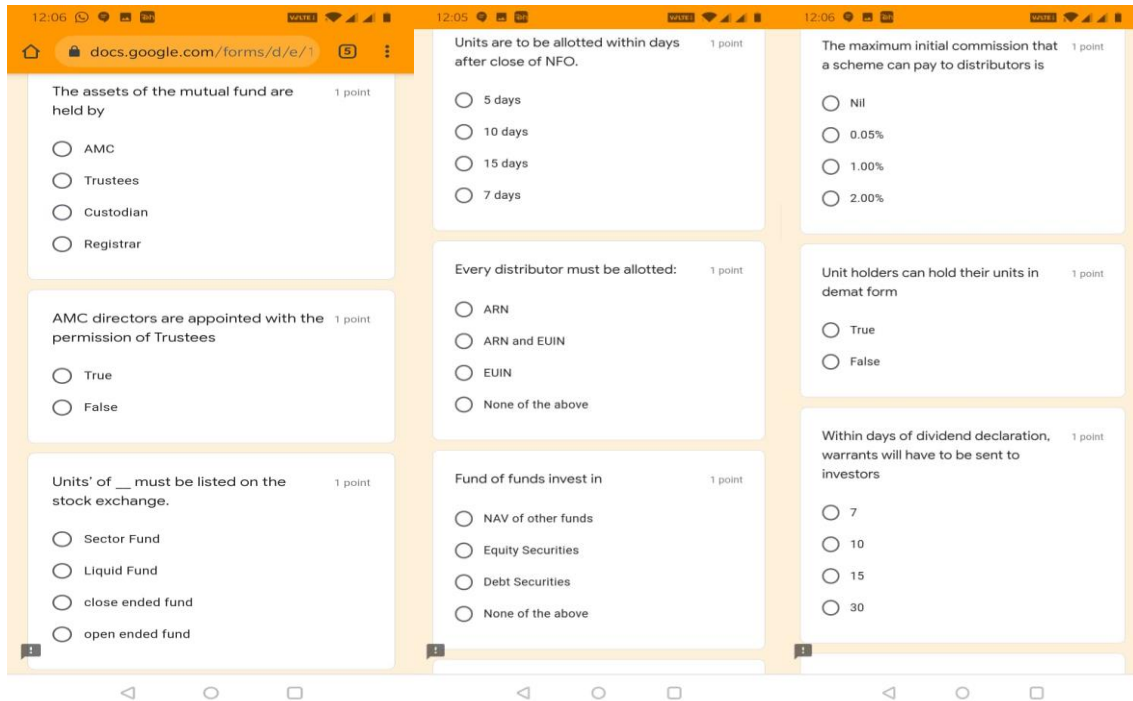 12:06
docs.google.com/forms/d/e/1
5
The assets of the mutual fund are
held by
1 point
AMC
Trustees
Custodian
Registrar
AMC directors are appointed with the
permission of Trustees
1 point
True
False
Units' of __ must be listed on the
stock exchange.
1 point
Sector Fund
Liquid Fund
close ended fund
open ended fund
12:05
Units are to be allotted within days
after close of NFO.
1 point
5 days
10 days
15 days
7 days
Every distributor must be allotted:
1 point
ARN
ARN and EUIN
EUIN
None of the above
Fund of funds invest in
1 point
NAV of other funds
Equity Securities
Debt Securities
None of the above
12:06
The maximum initial commission that
a scheme can pay to distributors is
1 point
Nil
0.05%
1.00%
2.00%
Unit holders can hold their units in
demat form
1 point
True
False
Within days of dividend declaration,
warrants will have to be sent to
investors
1 point
7
10
15
30